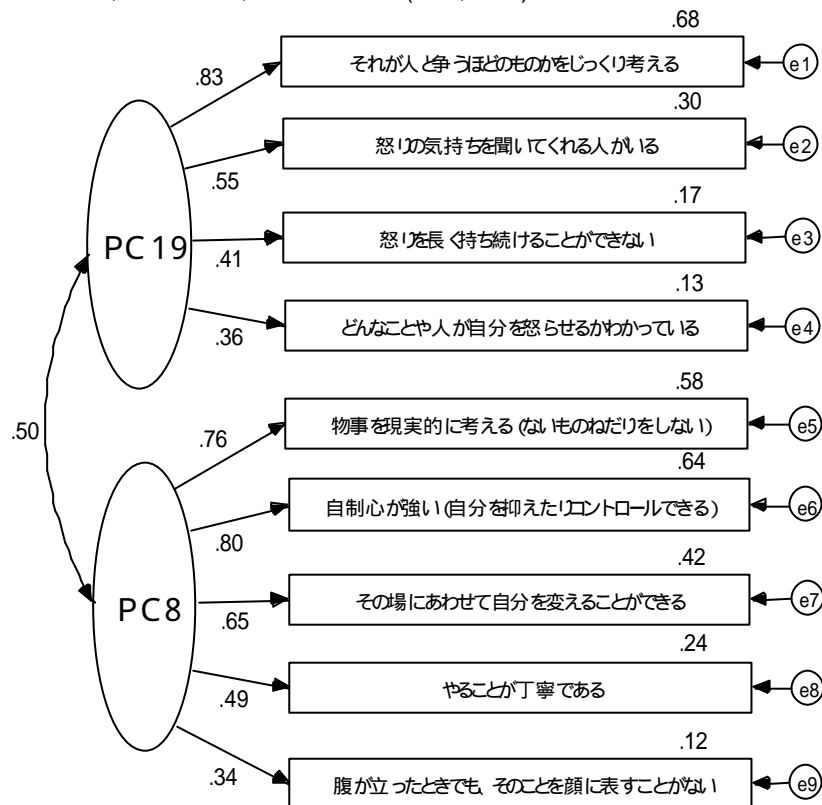 .68
それが人と争うほどのものかをじっくり考える
e1
.83
.30
怒りの気持ちを聞いてくれる人がいる
e2
.55
.17
PC19
怒りを長く持ち続けることができない
e3
.41
.13
どんなことや人が自分を怒らせるかわかっている
e4
.36
.50
.58
物事を現実的に考える(ないものねだりをしない)
e5
.76
.64
自制心が強い(自分を抑えたりコントロールできる)
e6
.80
.42
PC8
その場にあわせて自分を変えることができる
e7
.65
.24
やることが丁寧である
e8
.49
.12
腹が立ったときでも、そのことを顔に表すことがない
e9
.34